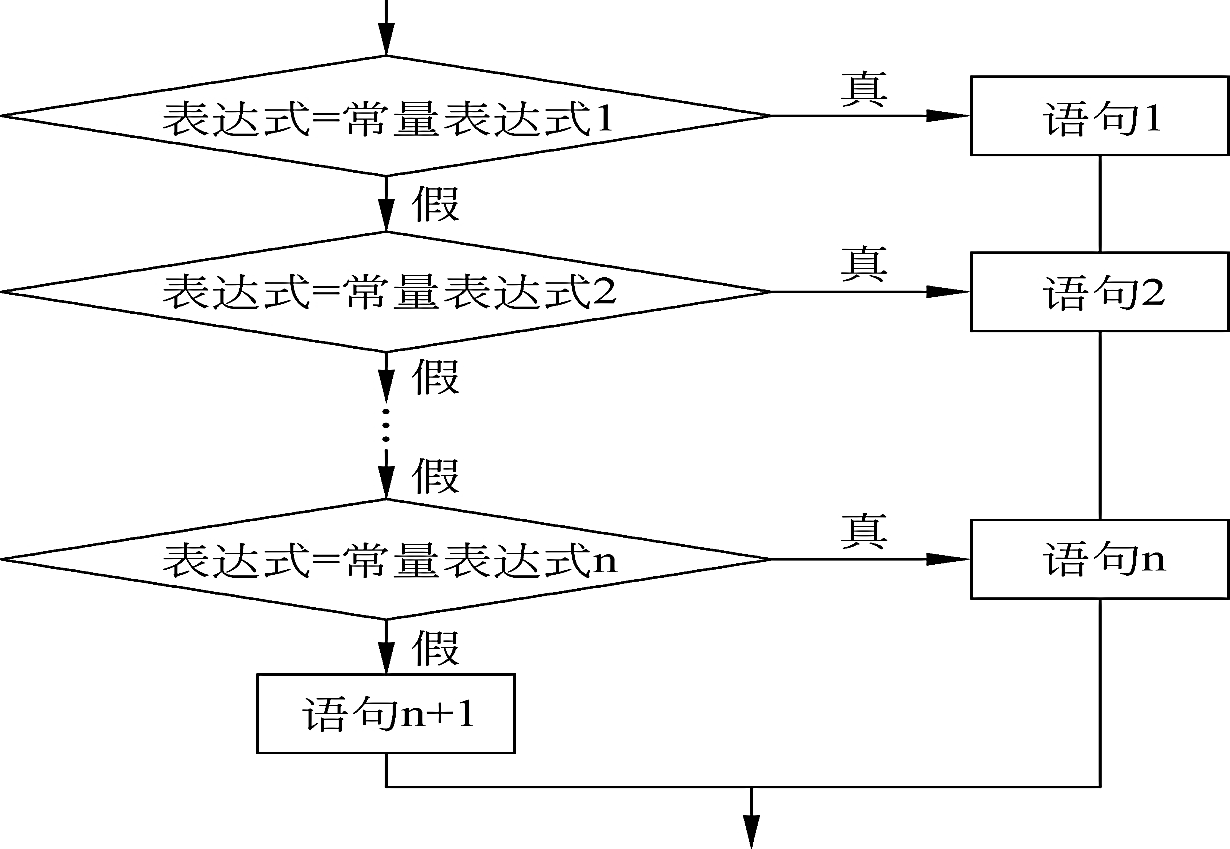 表达式=常量表达式1
真
语句1
假
表达式=常量表达式2
真
语句2
假
假
表达式=常量表达式n
真
语句n
假
语句n+1